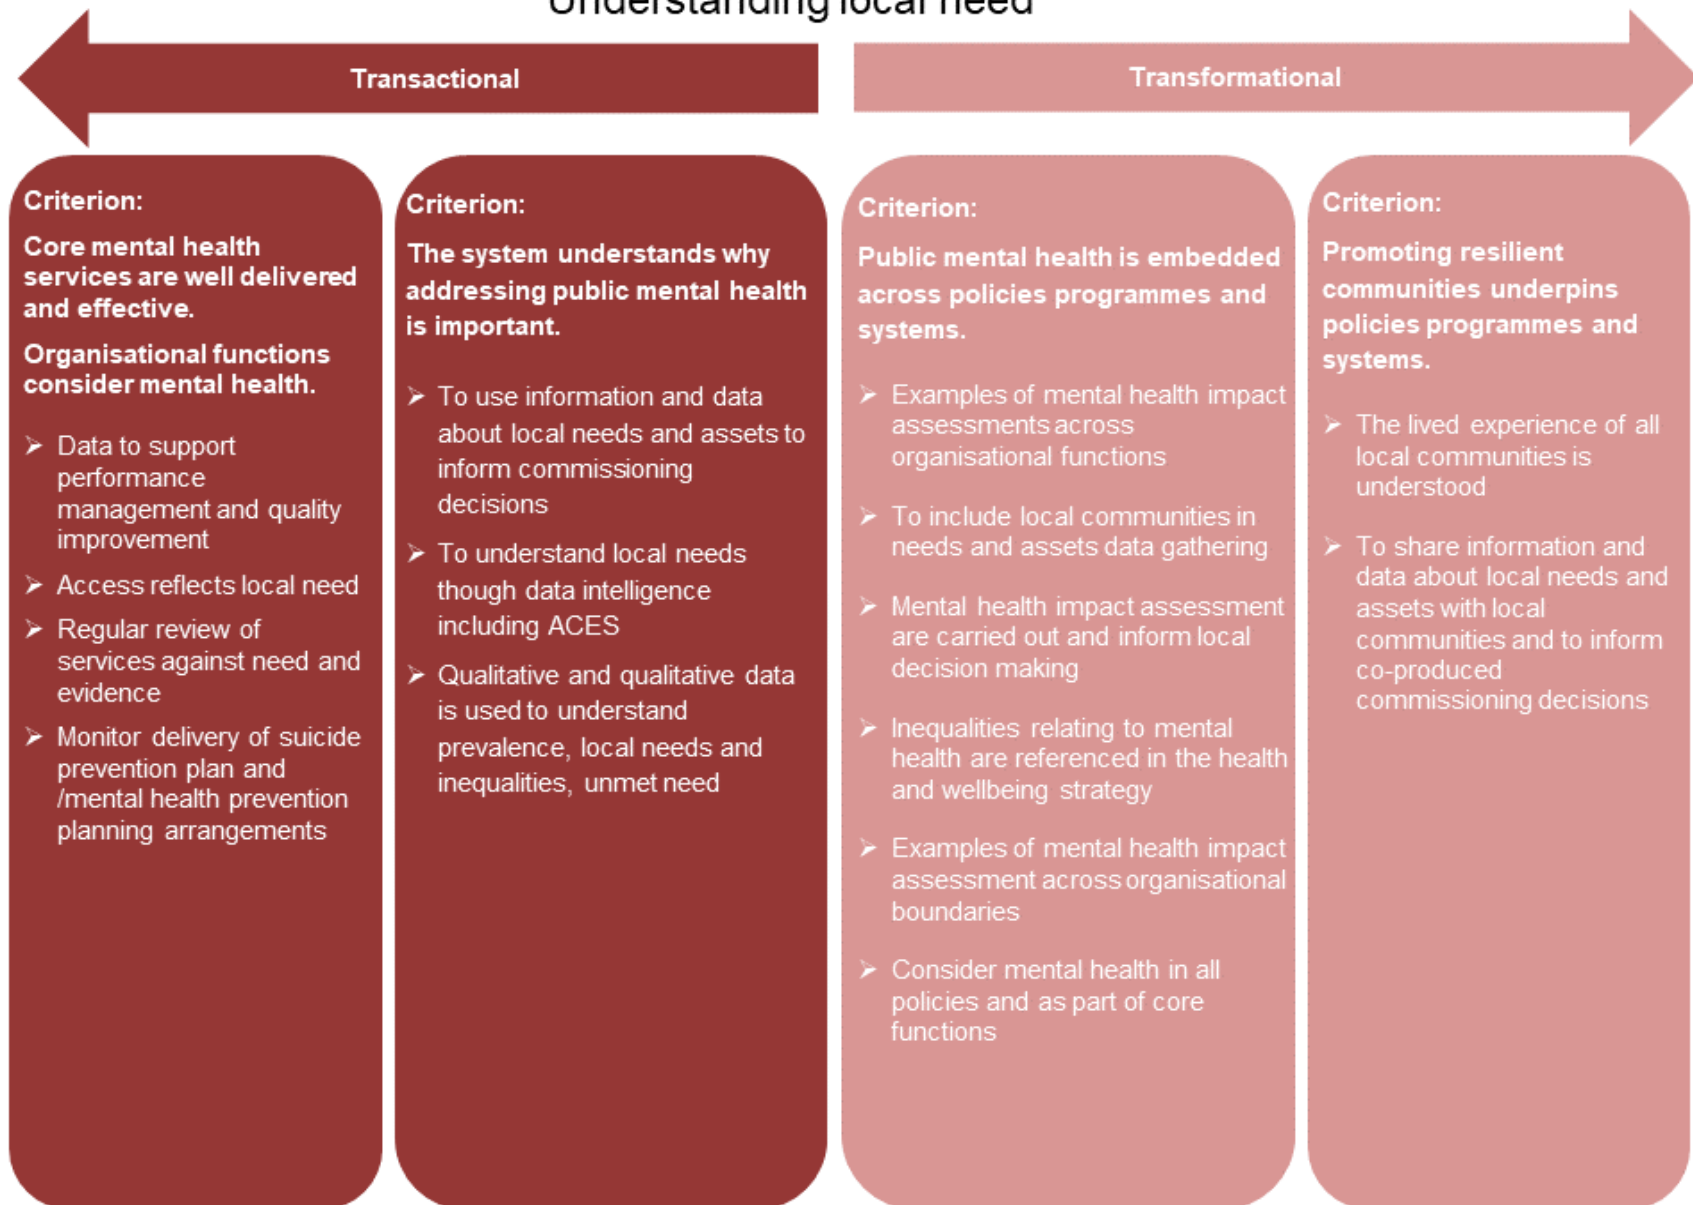 Understanding local need
Transactional
Transformational
Criterion:
Core mental health
services are well delivered
and effective.
Organisational functions
consider mental health.
➢ Data to support
performance
management and quality
improvement
➢ Access reflects local need
➢ Regular review of
services against need and
evidence
➢ Monitor delivery of suicide
prevention plan and
/mental health prevention
planning arrangements
Criterion:
The system understands why
addressing public mental health
is important.
➢ To use information and data
about local needs and assets to
inform commissioning
decisions
➢ To understand local needs
though data intelligence
including ACES
➢ Qualitative and qualitative data
is used to understand
prevalence, local needs and
inequalities, unmet need
Criterion:
Public mental health is embedded
across policies programmes and
systems.
➢ Examples of mental health impact
assessments across
organisational functions
➢ To include local communities in
needs and assets data gathering
➢ Mental health impact assessment
are carried out and inform local
decision making
➢ Inequalities relating to mental
health are referenced in the health
and wellbeing strategy
➢ Examples of mental health impact
assessment across organisational
boundaries
➢ Consider mental health in all
policies and as part of core
functions
Criterion:
Promoting resilient
communities underpins
policies programmes and
systems.
➢ The lived experience of all
local communities is
understood
➢ To share information and
data about local needs and
assets with local
communities and to inform
co-produced
commissioning decisions